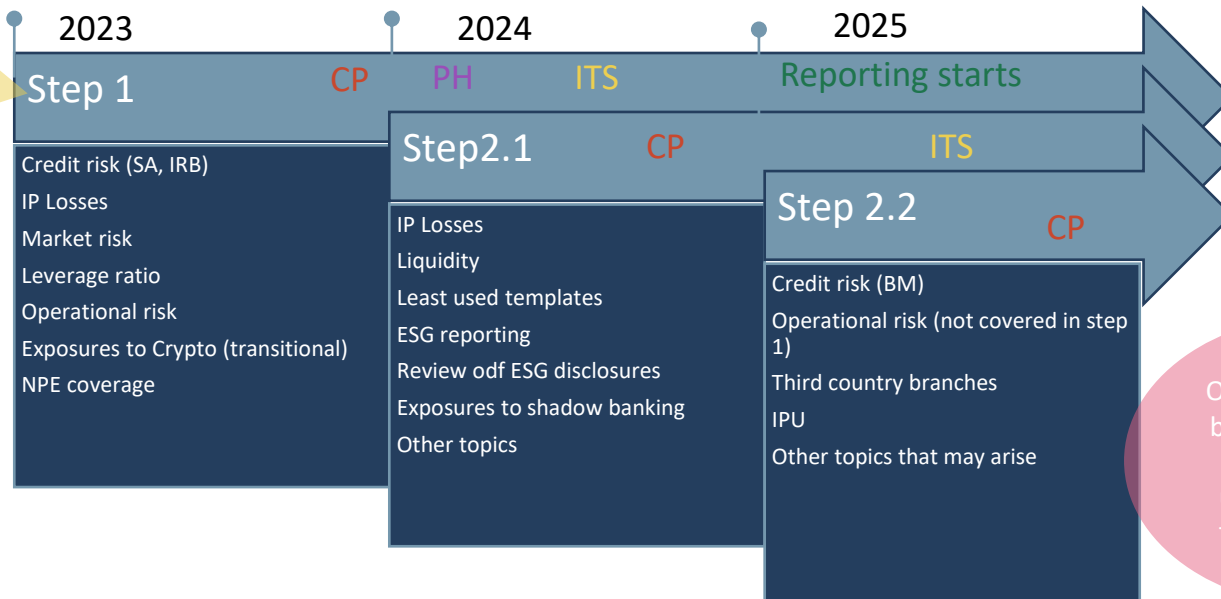 2023
2024
2025
Step 1
CP
PH
ITS
Reporting starts
Step2.1
CP
ITS
Step 2.2
CP
Credit risk (SA, IRB)
IP Losses
Market risk
Leverage ratio
Operational risk
Exposures to Crypto (transitional)
NPE coverage
IP Losses
Liquidity
Least used templates
ESG reporting
Review odf ESG disclosures
Exposures to shadow banking
Other topics
Credit risk (BM)
Operational risk (not covered in step
1)
Third country branches
IPU
Other topics that may arise